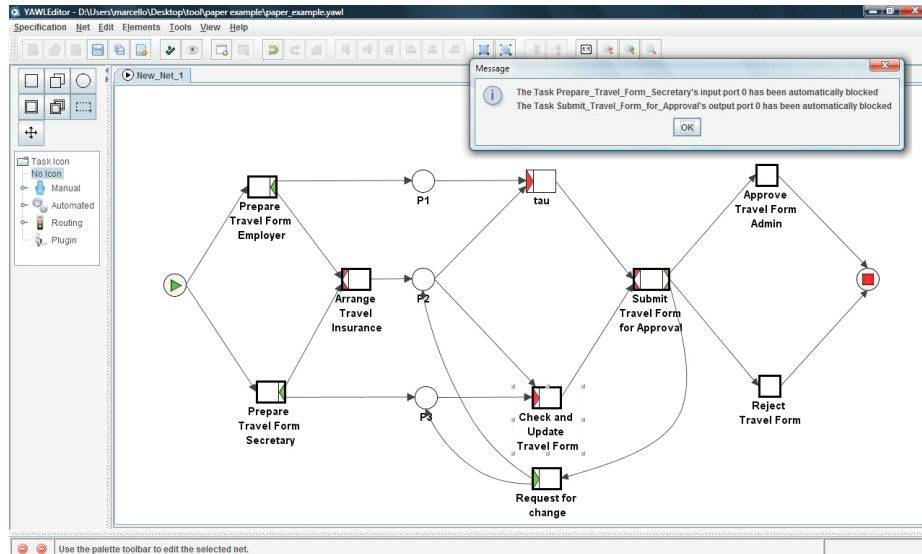 YAWLEditor - D:\Users\marcello\Desktop\tool\paper example\paper_example.yawl
Specification Net Edit Elements Tools View Help
New_Net_1
Message
The Task Prepare_Travel_Form_Secretary's input port 0 has been automatically blocked
The Task Submit_Travel_Form_for_Approval's output port 0 has been automatically blocked
OK
Task Icon
No Icon
Manual
Automated
Routing
Plugin
Prepare
Travel Form
Employer
P1
tau
Approve
Travel Form
Admin
Arrange
Travel
Insurance
P2
Submit
Travel Form
for Approval
Prepare
Travel Form
Secretary
P3
Check and
Update
Travel Form
Reject
Travel Form
Request for
change
Use the palette toolbar to edit the selected net.